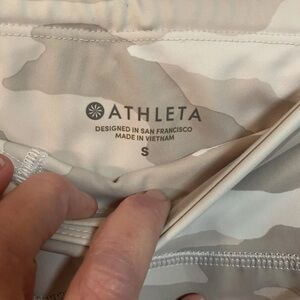 ATHLETA
DESIGNED IN SAN FRANCISCO
MADE IN VIETNAM
S